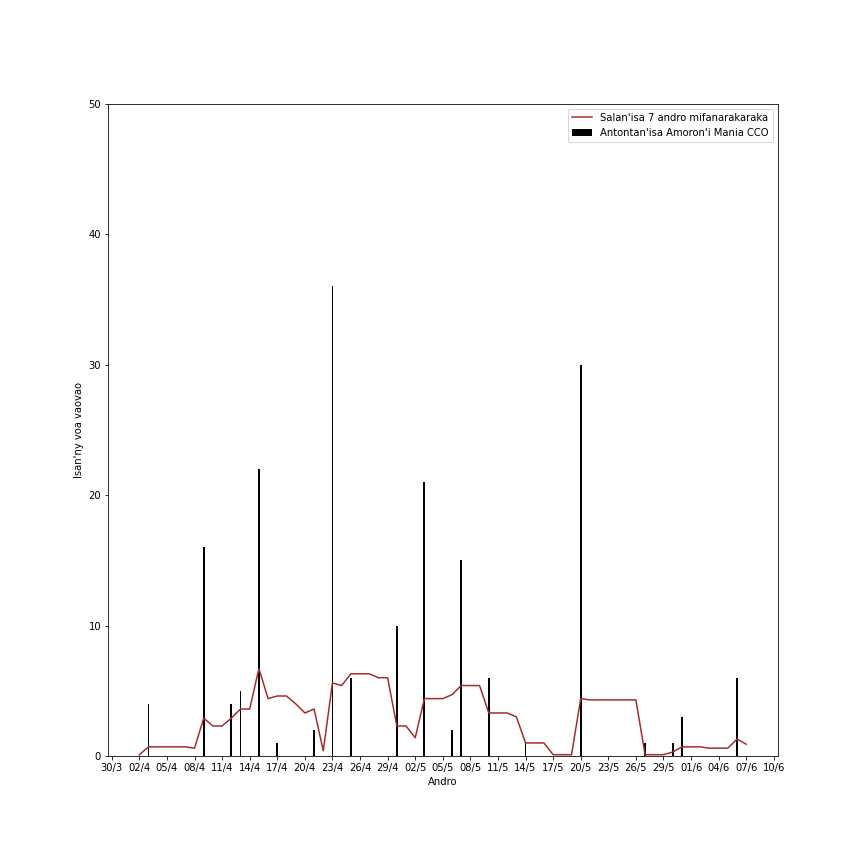 Salan'isa 7 andro mifanarakaraka
Antontan'isa Amoron'i Mania CCO
50
40
30
20
10
0
Isan'ny voa vaovao
30/3 02/4 05/4 08/4 11/4 14/4 17/4 20/4 23/4 26/4 29/4 02/5 05/5 08/5 11/5 14/5 17/5 20/5 23/5 26/5 29/5 01/6 04/6 07/6 10/6
Andro